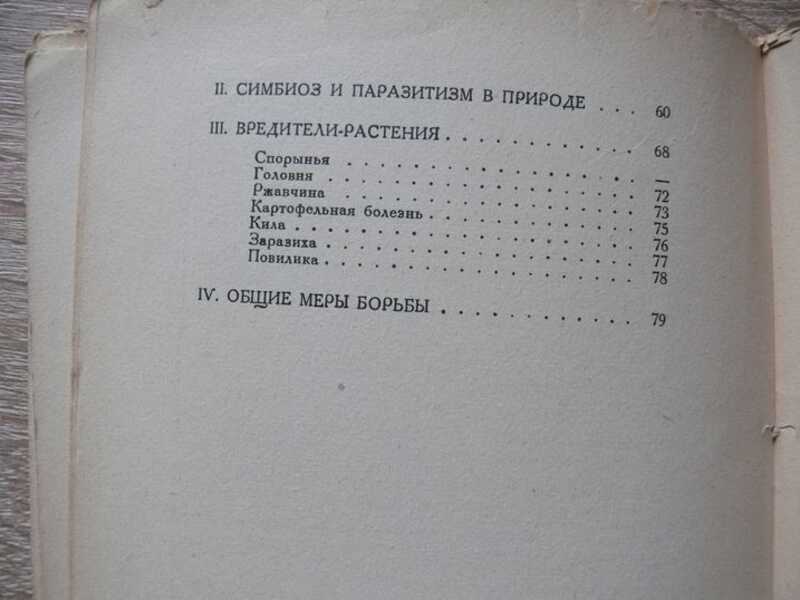 II. СИМБИОЗ И ПАРАЗИТИЗМ В ПРИРОДЕ . . . 60
III. ВРЕДИТЕЛИ-РАСТЕНИЯ . . . . . . . . . . 68
Спорынья . . . . . . . . . . . . . . —
Головня . . . . . . . . . . . . . . 72
Ржавчина . . . . . . . . . . . . . . 73
Картофельная болезнь . . . . . . . . . . 75
Кила . . . . . . . . . . . . . . . . 76
Заразиха . . . . . . . . . . . . . . 77
Повилика . . . . . . . . . . . . . . 78
IV. ОБЩИЕ МЕРЫ БОРЬБЫ . . . . . . . . . . 79